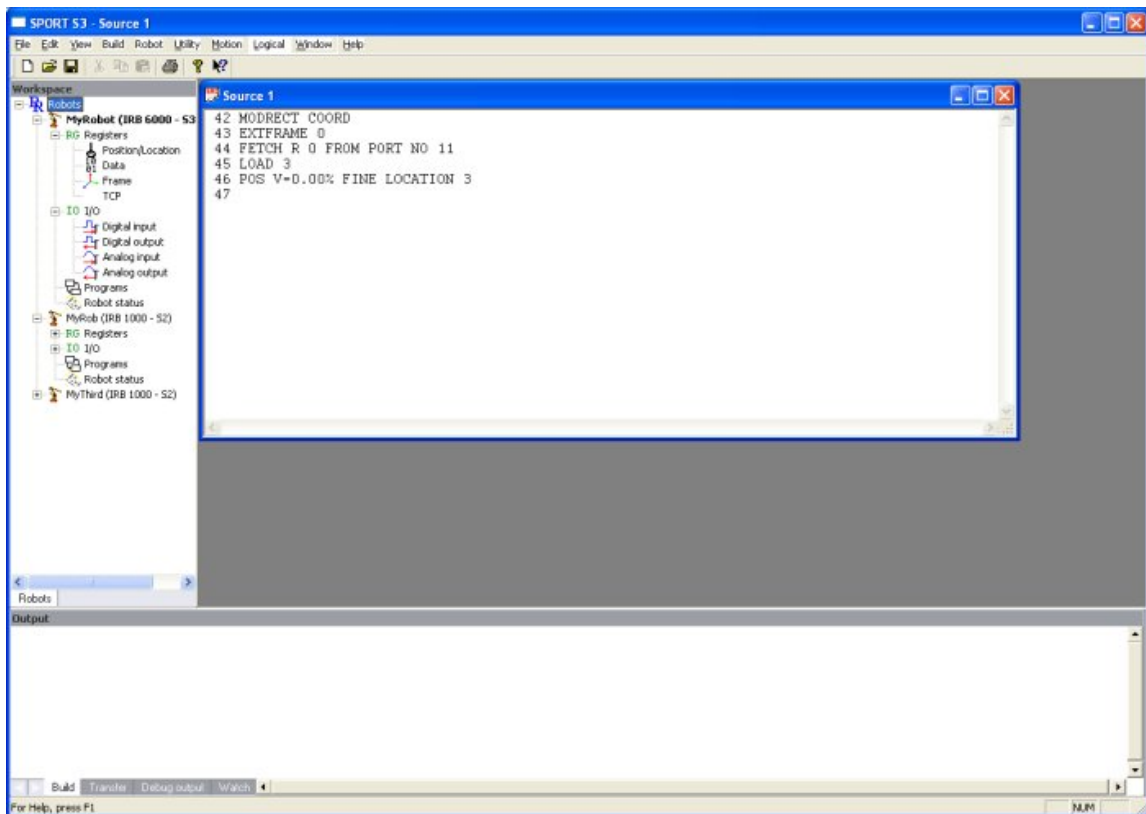 SPORT S3 - Source 1
File Edit View Build Robot Utility Motion Logical Window Help
Workspace
Robots
MyRobot (IRB 6000 - S3
RG Registers
Position/Location
Data
Frame
TCP
IO I/O
Digital input
Digital output
Analog input
Analog output
Programs
Robot status
MyRob (IRB 1000 - S2)
RG Registers
IO I/O
Programs
Robot status
MyThird (IRB 1000 - S2)
Robots
Source 1
42 MODRECT COORD
43 EXTFRAME 0
44 FETCH R 0 FROM PORT NO 11
45 LOAD 3
46 POS V=0.00% FINE LOCATION 3
47
Output
Build Transfer Debug output Watch
For Help, press F1
NUM